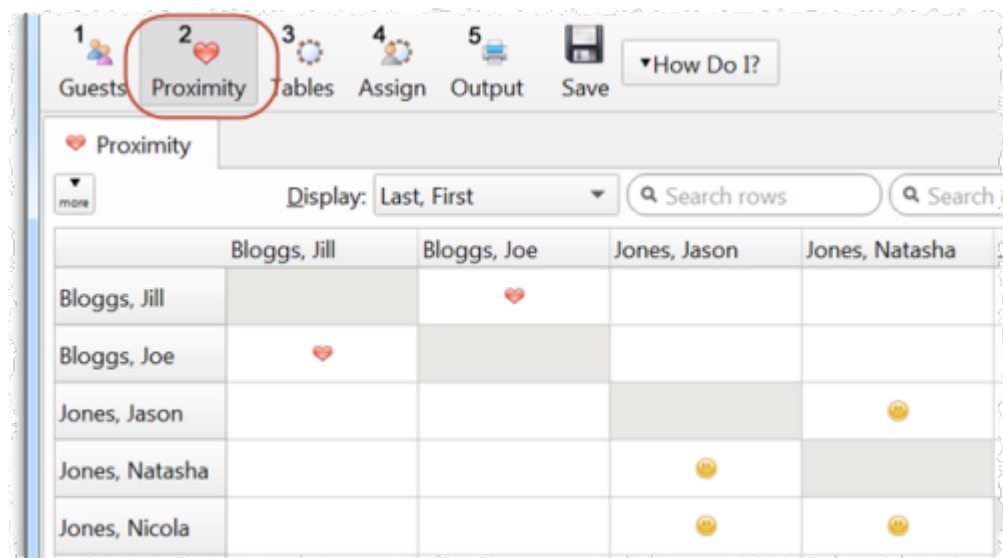 1 2 3 4 5
Guests Proximity Tables Assign Output Save ▾How Do I?
Proximity
more Display: Last, First Search rows Search
Bloggs, Jill Bloggs, Joe Jones, Jason Jones, Natasha
Bloggs, Jill
Bloggs, Joe
Jones, Jason
Jones, Natasha
Jones, Nicola